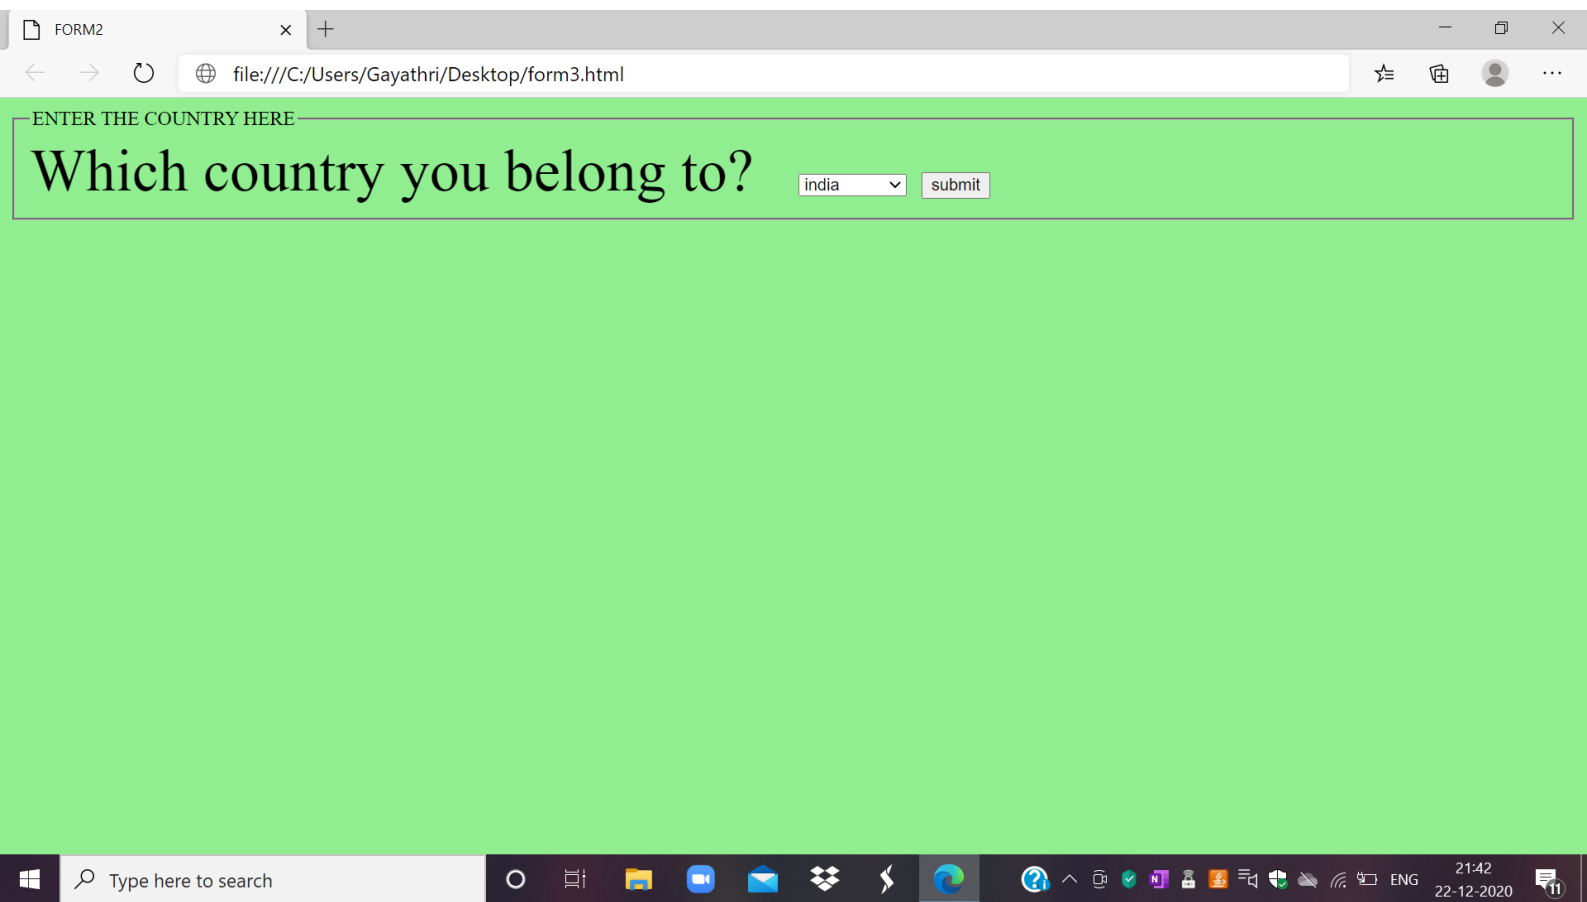 FORM2
file:///C:/Users/Gayathri/Desktop/form3.html
ENTER THE COUNTRY HERE
Which country you belong to? india submit
Type here to search
ENG
21:42
22-12-2020
11